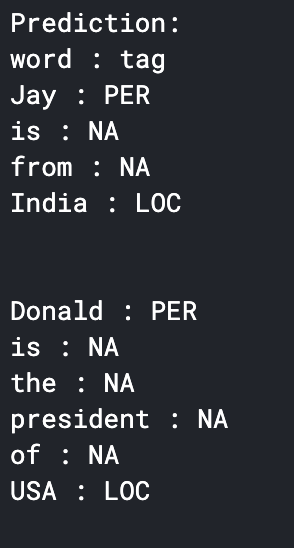 Prediction:
word : tag
Jay : PER
is : NA
from : NA
India : LOC
Donald : PER
is : NA
the : NA
president : NA
of : NA
USA : LOC